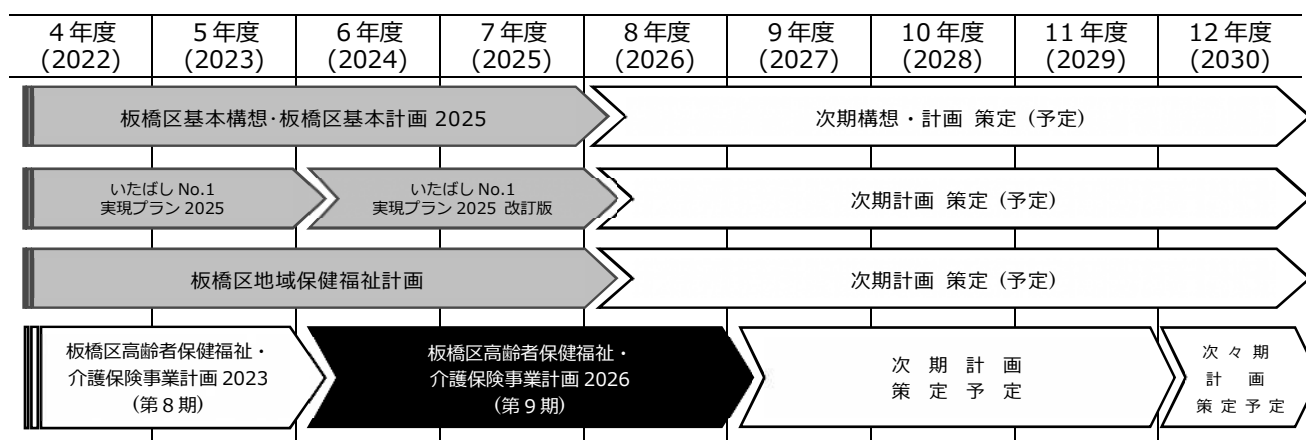 4年度 5年度 6年度 7年度 8年度 9年度 10年度 11年度 12年度
(2022) (2023) (2024) (2025) (2026) (2027) (2028) (2029) (2030)
板橋区基本構想・板橋区基本計画 2025
次期構想・計画 策定 (予定)
いたばし No.1
実現プラン 2025
いたばし No.1
実現プラン 2025 改訂版
次期計画 策定 (予定)
板橋区地域保健福祉計画
次期計画 策定 (予定)
板橋区高齢者保健福祉・
介護保険事業計画 2023
(第8期)
板橋区高齢者保健福祉・
介護保険事業計画 2026
(第9期)
次期計画
策定予定
次々期
計画
策定予定